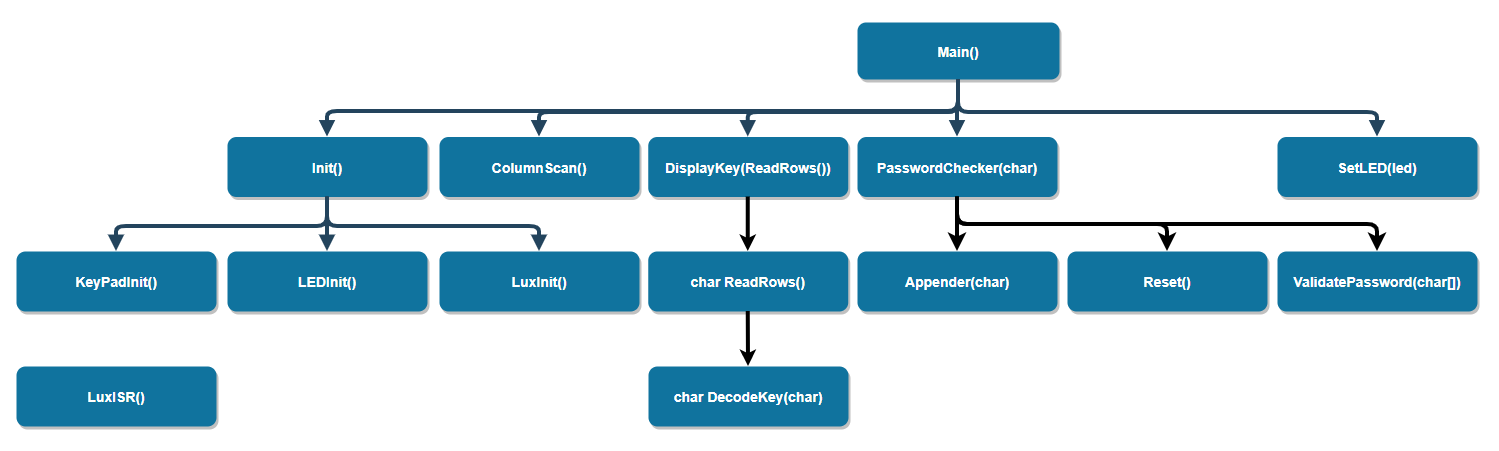 Main()
Init()
ColumnScan()
DisplayKey(ReadRows())
PasswordChecker(char)
SetLED(led)
KeyPadInit()
LEDInit()
LuxInit()
char ReadRows()
Appender(char)
Reset()
ValidatePassword(char[])
LuxISR()
char DecodeKey(char)